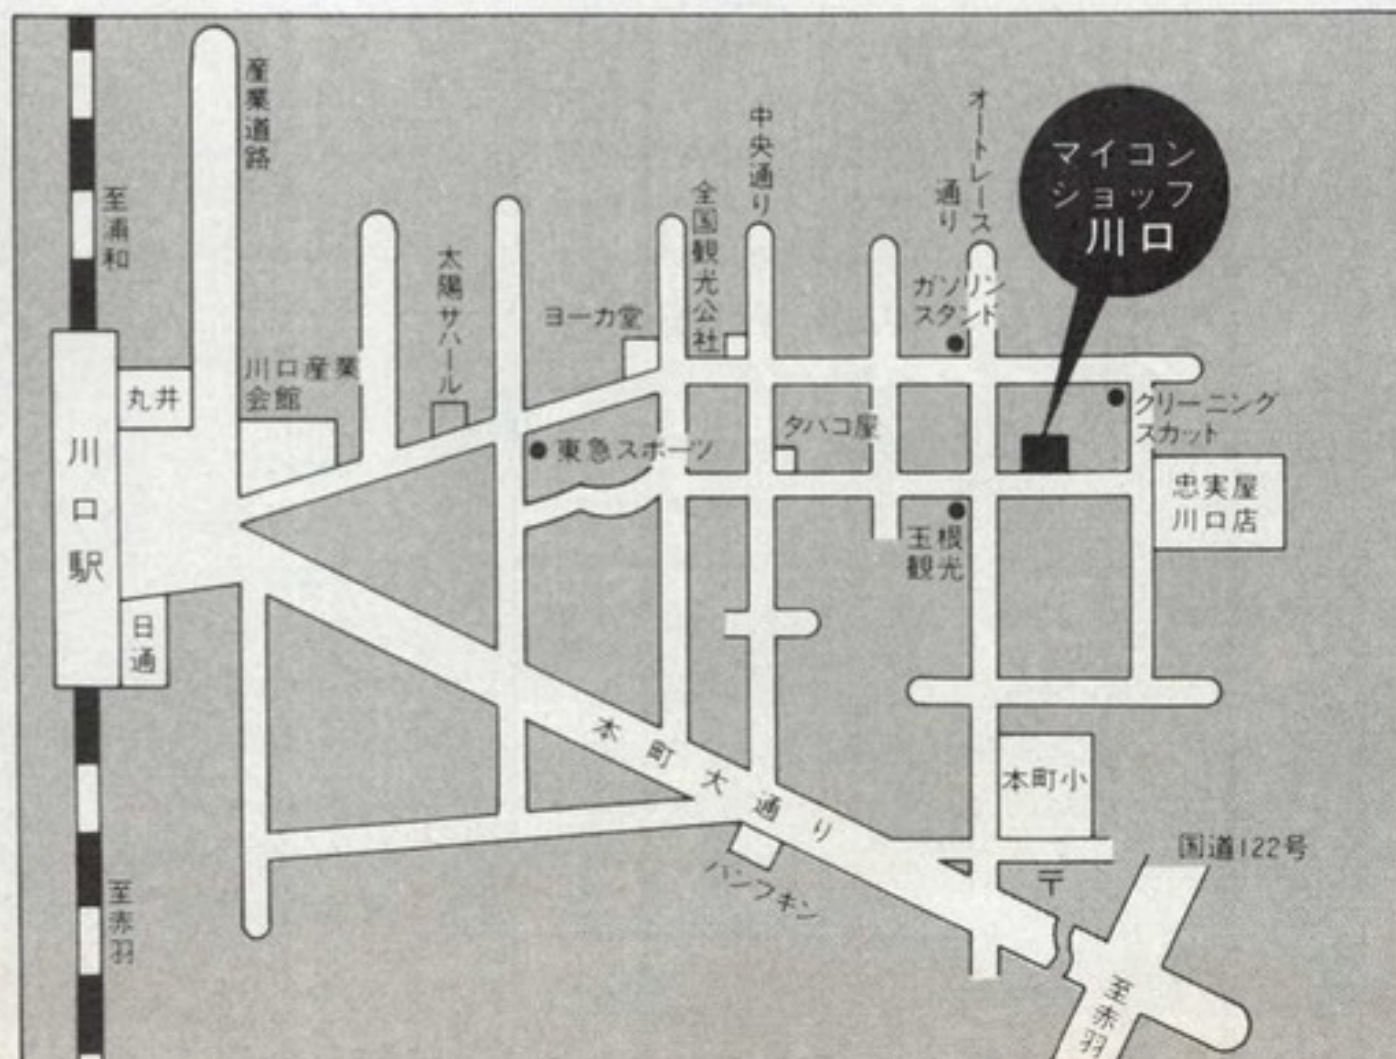 産業道路
至浦和
太陽サハール
ヨーカ堂
全国観光公社
中央通り
オートレース
通り
マイコン
ショッフ
川口
ガソリン
スタンド
川口産業
会館
丸井
川口駅
東急スポーツ
タハコ屋
クリーニング
スカット
忠実屋
川口店
玉根
観光
日通
本町大通り
本町小
国道122号
〒
ハンフキン
至赤羽
至赤羽